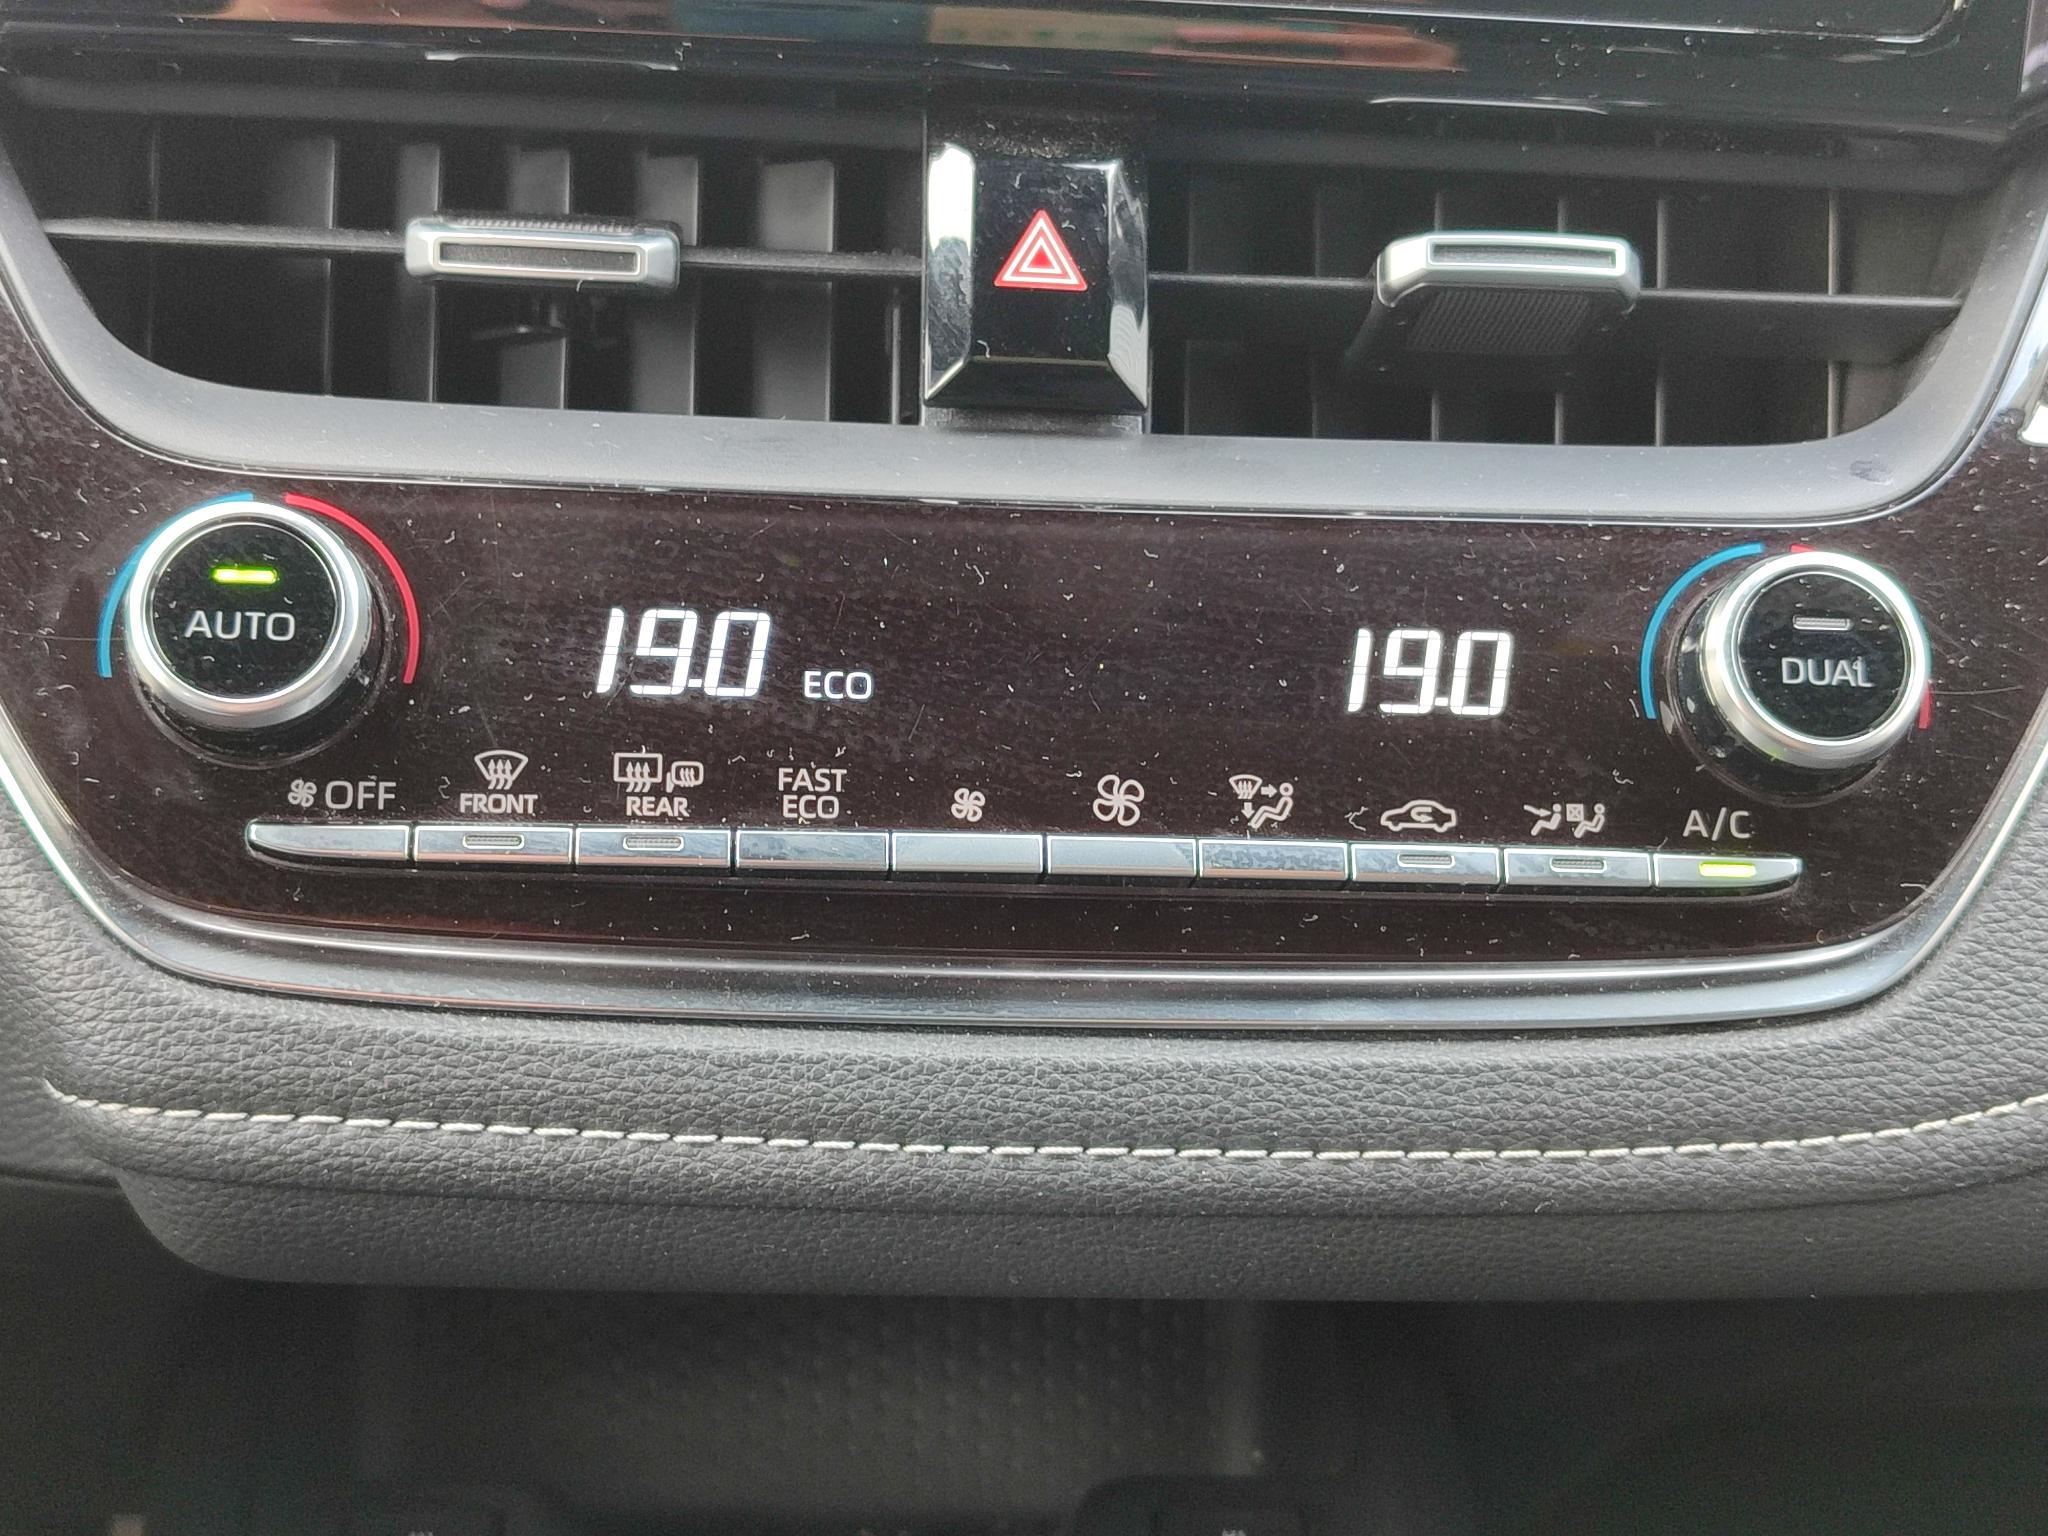 AUTO
19.0 ECO
19.0
DUAL
OFF
FRONT
REAR
FAST
ECO
A/C